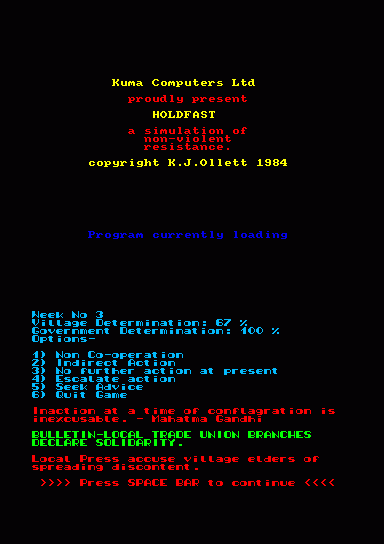 Kuma Computers Ltd
proudly present
HOLDFAST
a simulation of
non-violent
resistance.
copyright K.J.Ollett 1984
Program currently loading
Week No 3
Village Determination: 67 %
Government Determination: 100 %
Options-
1) Non Co-operation
2) Indirect Action
3) No further action at present
4) Escalate action
5) Seek Advice
6) Quit Game
Inaction at a time of conflagration is
inexcusable. - Mahatma Gandhi
BULLETIN-LOCAL TRADE UNION BRANCHES
DECLARE SOLIDARITY.
Local Press accuse village elders of
spreading discontent.
>>>> Press SPACE BAR to continue <<<<